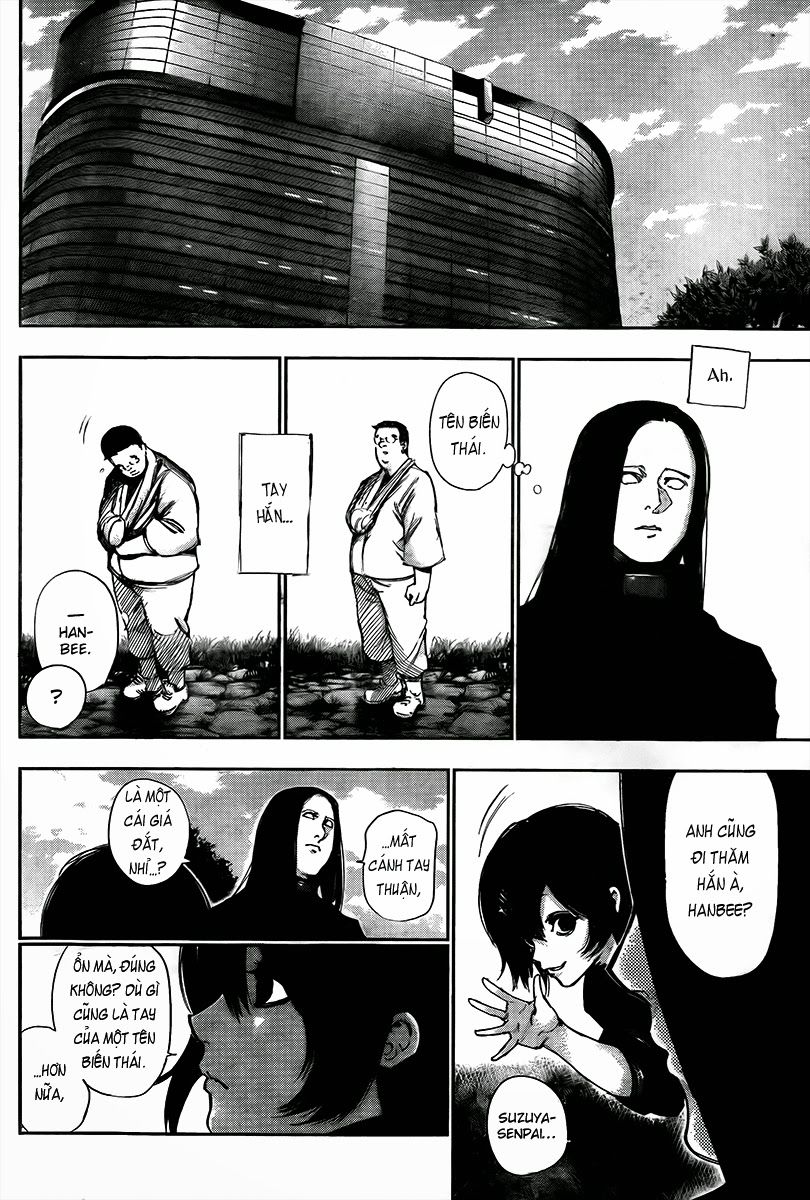 Ah.
TÊN BIẾN
THÁI.
TAY
HẮN...
—
HAN-
BEE.
?
ANH CŨNG
ĐI THĂM
HẮN À,
HANBEE?
SUZUYA-
SENPAI...
...MẤT
CÁNH TAY
THUẬN,
LÀ MỘT
CÁI GIÁ
ĐẮT,
NHỈ...?
ỔN MÀ, ĐÚNG
KHÔNG? DÙ GÌ
CŨNG LÀ TAY
CỦA MỘT TÊN
BIẾN THÁI.
...HƠN
NỮA,